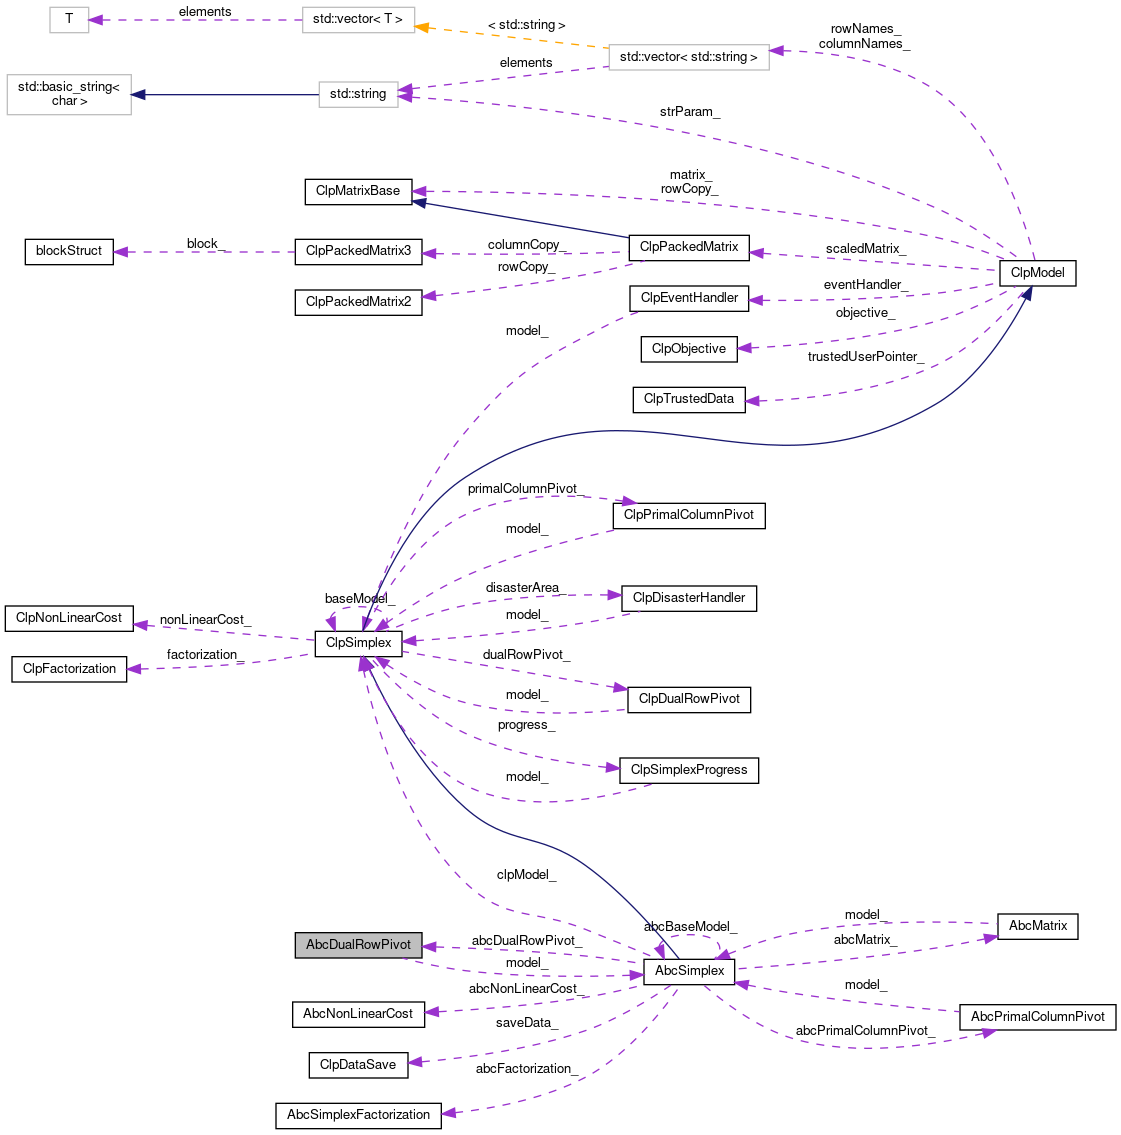 T
elements
std::vector< T >
< std::string >
rowNames_
columnNames_
std::vector< std::string >
elements
std::basic_string<
char >
std::string
strParam_
matrix_
rowCopy_
ClpMatrixBase
blockStruct
block_
ClpPackedMatrix3
columnCopy_
ClpPackedMatrix
scaledMatrix_
ClpModel
rowCopy_
ClpPackedMatrix2
ClpEventHandler
eventHandler_
objective_
model_
ClpObjective
trustedUserPointer_
ClpTrustedData
primalColumnPivot_
ClpPrimalColumnPivot
model_
disasterArea_
baseModel_
ClpDisasterHandler
ClpNonLinearCost
nonLinearCost_
model_
ClpSimplex
factorization_
dualRowPivot_
ClpFactorization
model_
ClpDualRowPivot
progress_
ClpSimplexProgress
model_
clpModel_
abcBaseModel_
model_
AbcMatrix
AbcDualRowPivot
abcDualRowPivot_
abcMatrix_
model_
AbcSimplex
abcNonLinearCost_
model_
AbcNonLinearCost
AbcPrimalColumnPivot
saveData_
abcPrimalColumnPivot_
ClpDataSave
abcFactorization_
AbcSimplexFactorization